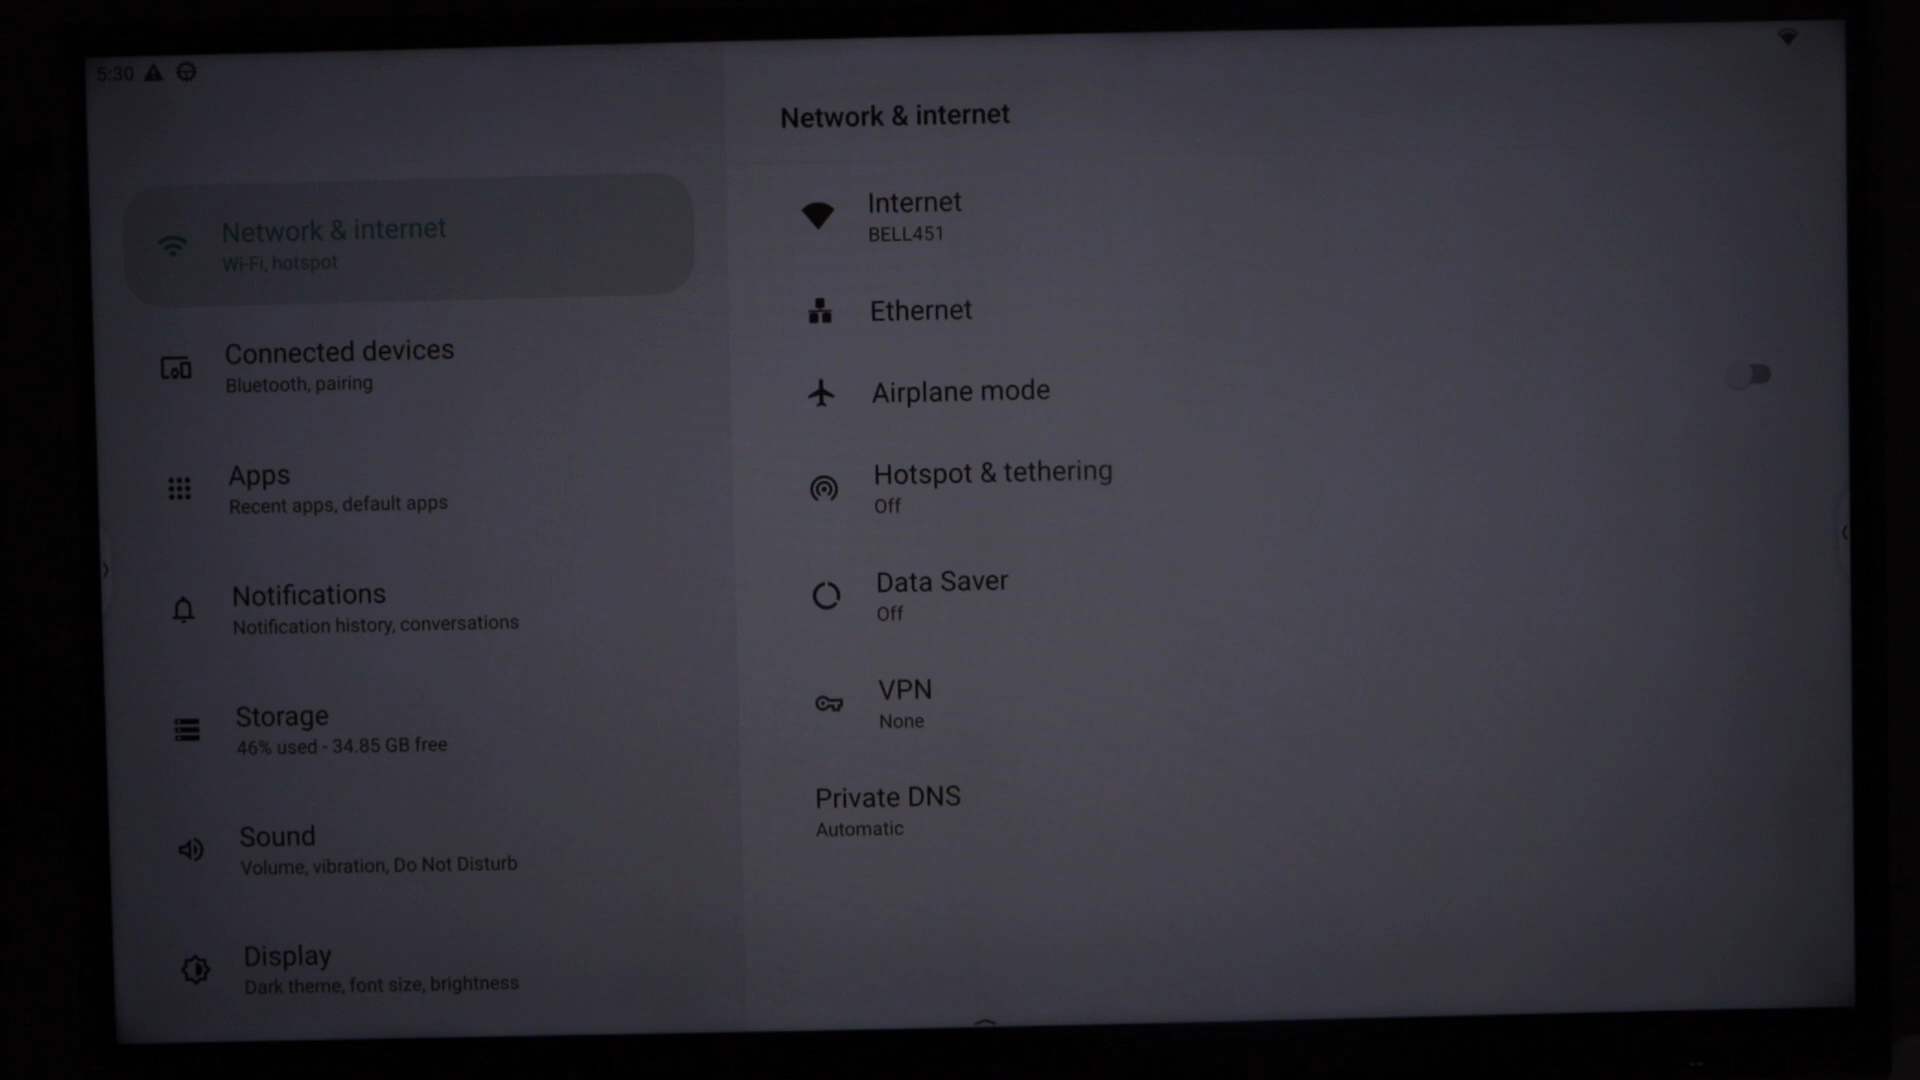 5:30
Network & internet
Wi-Fi, hotspot
Connected devices
Bluetooth, pairing
Apps
Recent apps, default apps
Notifications
Notification history, conversations
Storage
46% used - 34.85 GB free
Sound
Volume, vibration, Do Not Disturb
Display
Dark theme, font size, brightness
Network & internet
Internet
BELL451
Ethernet
Airplane mode
Hotspot & tethering
Off
Data Saver
Off
VPN
None
Private DNS
Automatic